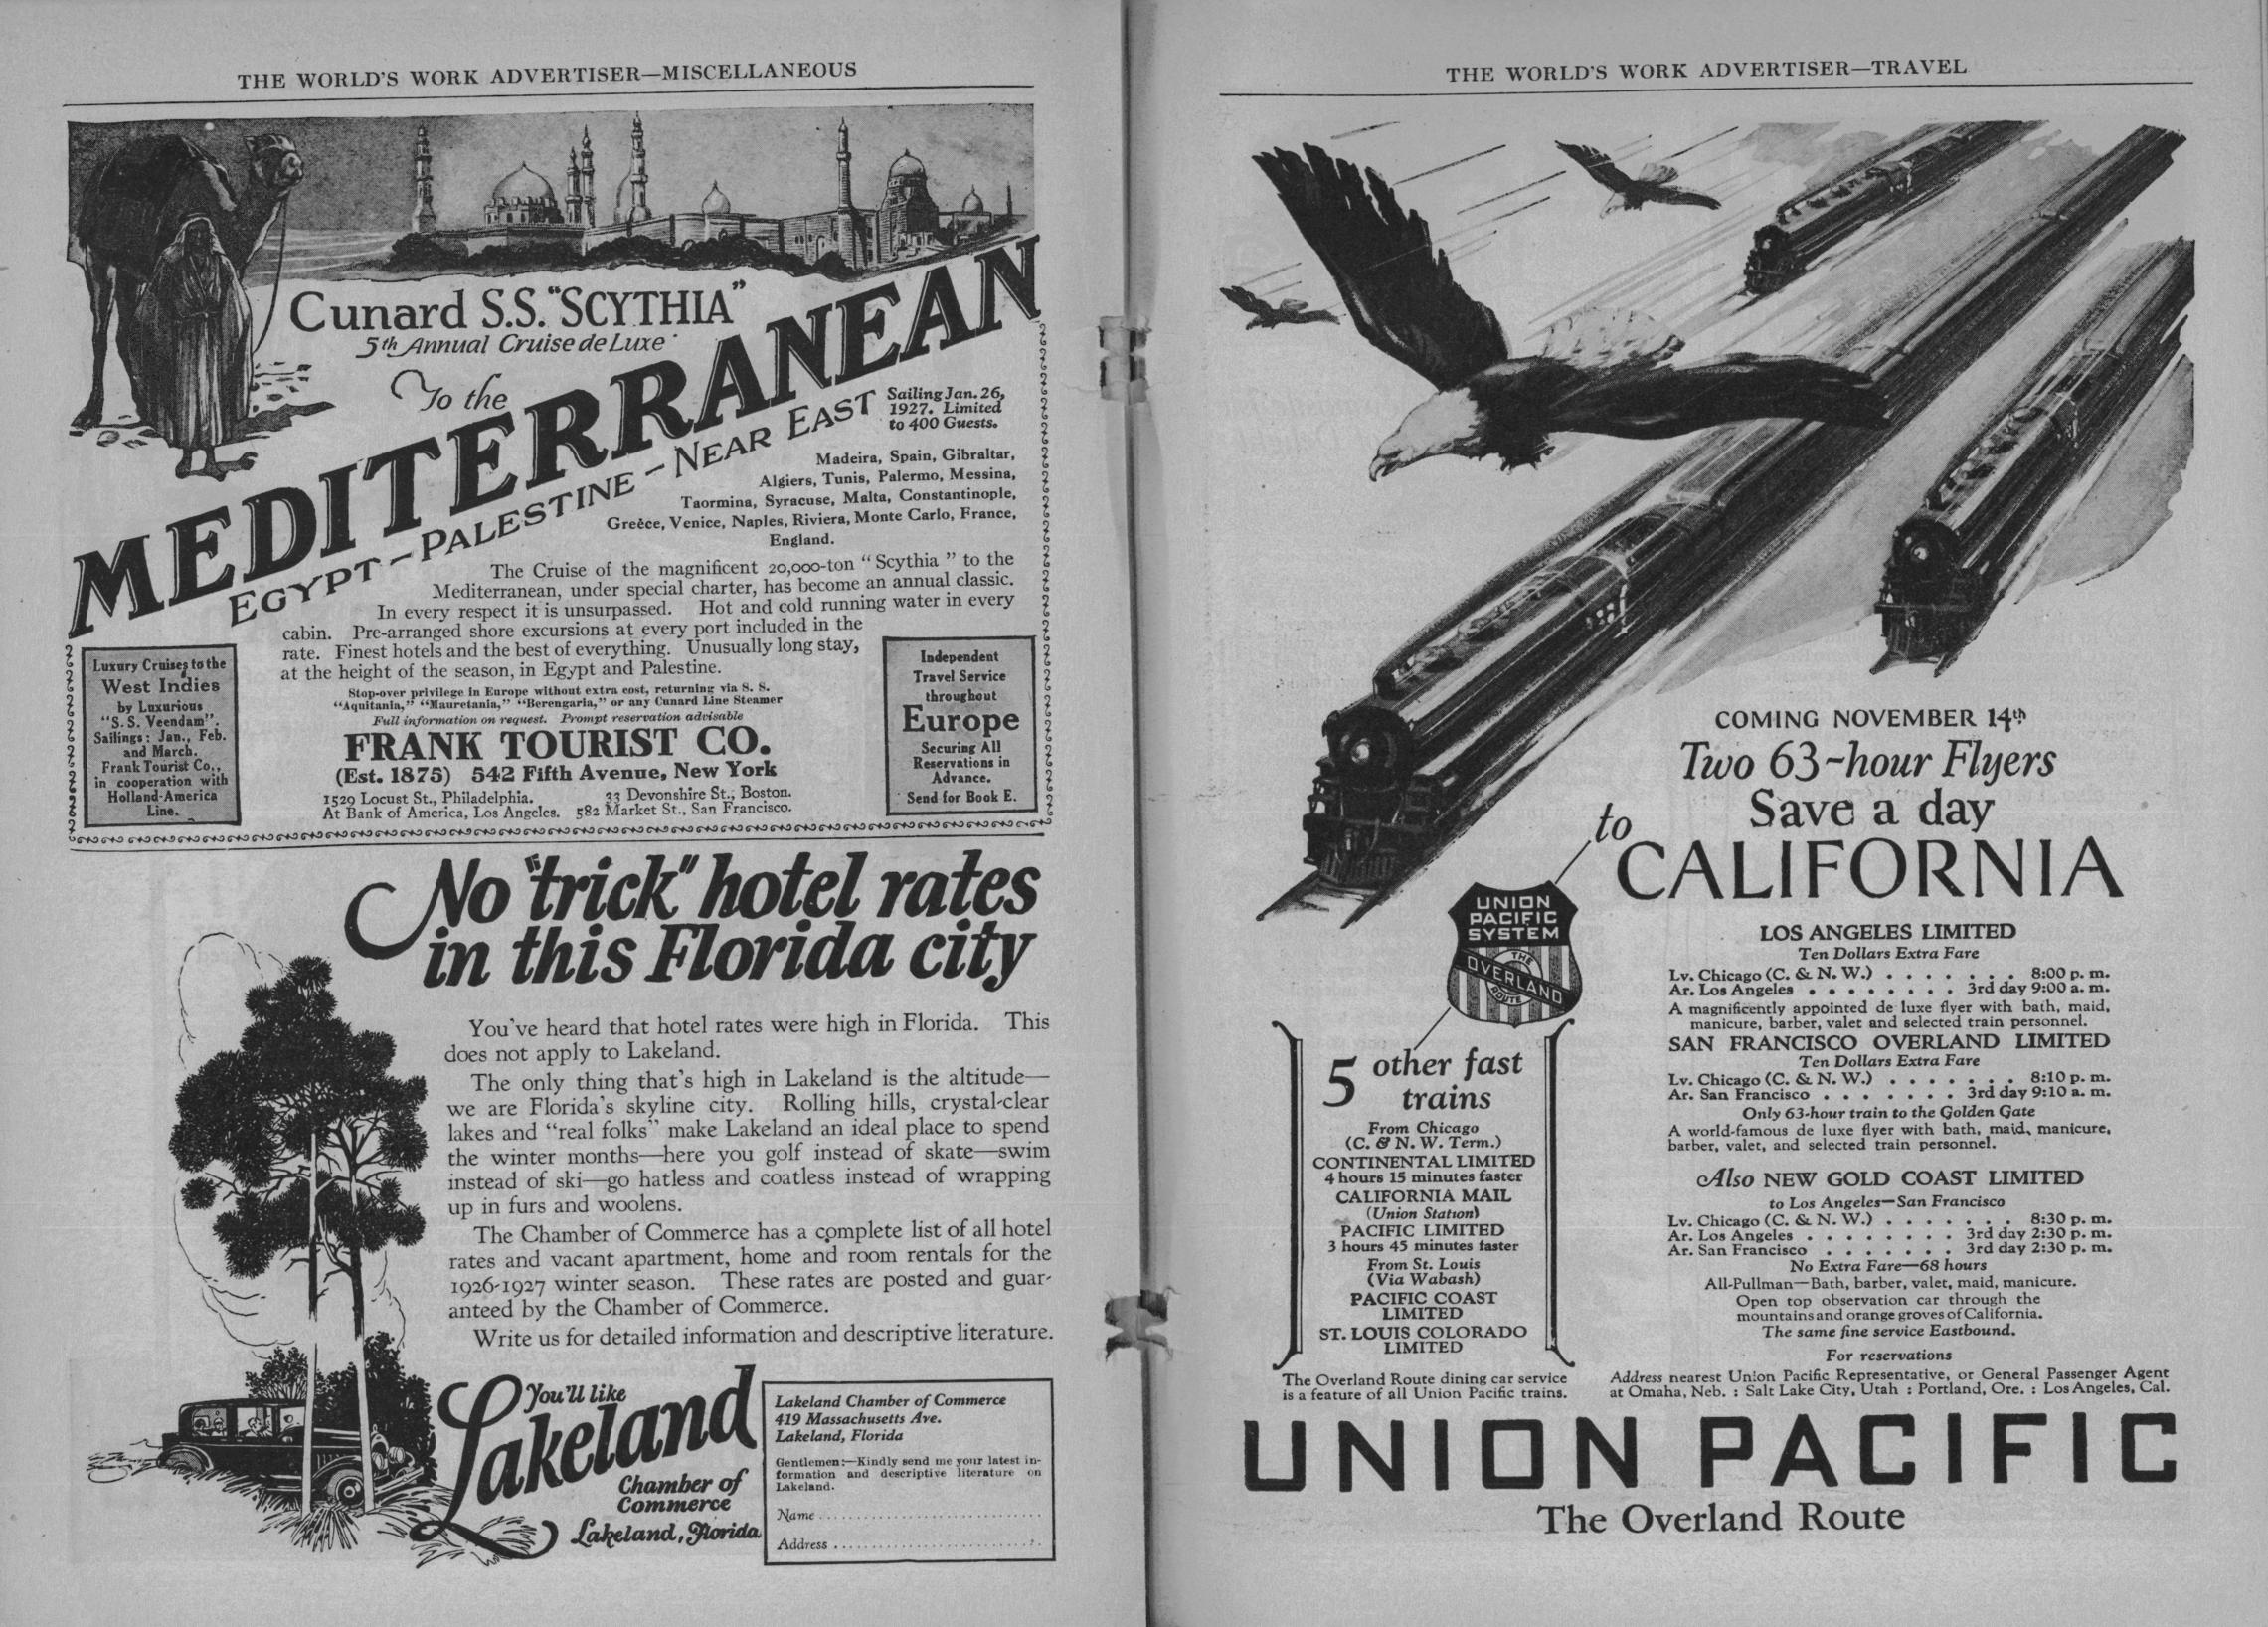 THE WORLD'S WORK ADVERTISER—MISCELLANEOUS
Cunard S.S. "SCYTHIA"
5th Annual Cruise de Luxe
To the
MEDITERRANEAN
EGYPT – PALESTINE – NEAR EAST
Sailing Jan. 26,
1927. Limited
to 400 Guests.
Madeira, Spain, Gibraltar,
Algiers, Tunis, Palermo, Messina,
Taormina, Syracuse, Malta, Constantinople,
Greece, Venice, Naples, Riviera, Monte Carlo, France,
England.
The Cruise of the magnificent 20,000-ton "Scythia" to the
Mediterranean, under special charter, has become an annual classic.
In every respect it is unsurpassed. Hot and cold running water in every
cabin. Pre-arranged shore excursions at every port included in the
rate. Finest hotels and the best of everything. Unusually long stay,
at the height of the season, in Egypt and Palestine.
Stop-over privilege in Europe without extra cost, returning via S. S.
"Aquitania," "Mauretania," "Berengaria," or any Cunard Line Steamer
Full information on request. Prompt reservation advisable
FRANK TOURIST CO.
(Est. 1875) 542 Fifth Avenue, New York
1529 Locust St., Philadelphia. 33 Devonshire St., Boston.
At Bank of America, Los Angeles. 582 Market St., San Francisco.
Luxury Cruises to the
West Indies
by Luxurious
"S.S. Veendam".
Sailings: Jan., Feb.
and March.
Frank Tourist Co.,
in cooperation with
Holland-America
Line.
Independent
Travel Service
throughout
Europe
Securing All
Reservations in
Advance.
Send for Book E.
No "trick" hotel rates
in this Florida city
You've heard that hotel rates were high in Florida. This
does not apply to Lakeland.
The only thing that's high in Lakeland is the altitude—
we are Florida's skyline city. Rolling hills, crystal-clear
lakes and "real folks" make Lakeland an ideal place to spend
the winter months—here you golf instead of skate—swim
instead of ski—go hatless and coatless instead of wrapping
up in furs and woolens.
The Chamber of Commerce has a complete list of all hotel
rates and vacant apartment, home and room rentals for the
1926-1927 winter season. These rates are posted and guar-
anteed by the Chamber of Commerce.
Write us for detailed information and descriptive literature.
You'll like
Lakeland
Chamber of
Commerce
Lakeland, Florida
Lakeland Chamber of Commerce
419 Massachusetts Ave.
Lakeland, Florida
Gentlemen:—Kindly send me your latest in-
formation and descriptive literature on
Lakeland.
Name
Address
THE WORLD'S WORK ADVERTISER—TRAVEL
COMING NOVEMBER 14th
Two 63-hour Flyers
Save a day
to
CALIFORNIA
UNION
PACIFIC
SYSTEM
THE
OVERLAND
ROUTE
5 other fast
trains
From Chicago
(C. & N. W. Term.)
CONTINENTAL LIMITED
4 hours 15 minutes faster
CALIFORNIA MAIL
(Union Station)
PACIFIC LIMITED
3 hours 45 minutes faster
From St. Louis
(Via Wabash)
PACIFIC COAST
LIMITED
ST. LOUIS COLORADO
LIMITED
The Overland Route dining car service
is a feature of all Union Pacific trains.
LOS ANGELES LIMITED
Ten Dollars Extra Fare
Lv. Chicago (C. & N. W.) . . . . . . . 8:00 p. m.
Ar. Los Angeles . . . . . . . . 3rd day 9:00 a. m.
A magnificently appointed de luxe flyer with bath, maid,
manicure, barber, valet and selected train personnel.
SAN FRANCISCO OVERLAND LIMITED
Ten Dollars Extra Fare
Lv. Chicago (C. & N. W.) . . . . . . . 8:10 p. m.
Ar. San Francisco . . . . . . . 3rd day 9:10 a. m.
Only 63-hour train to the Golden Gate
A world-famous de luxe flyer with bath, maid, manicure,
barber, valet, and selected train personnel.
Also NEW GOLD COAST LIMITED
to Los Angeles—San Francisco
Lv. Chicago (C. & N. W.) . . . . . . . 8:30 p. m.
Ar. Los Angeles . . . . . . . . 3rd day 2:30 p. m.
Ar. San Francisco . . . . . . . 3rd day 2:30 p. m.
No Extra Fare—68 hours
All-Pullman—Bath, barber, valet, maid, manicure.
Open top observation car through the
mountains and orange groves of California.
The same fine service Eastbound.
For reservations
Address nearest Union Pacific Representative, or General Passenger Agent
at Omaha, Neb. : Salt Lake City, Utah : Portland, Ore. : Los Angeles, Cal.
UNION PACIFIC
The Overland Route